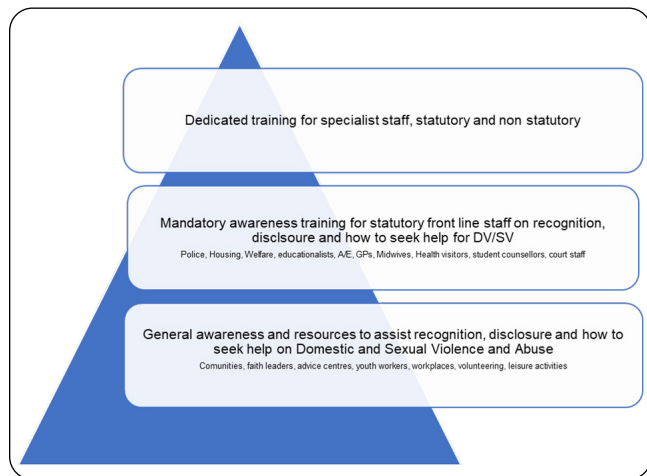 Dedicated training for specialist staff, statutory and non statutory
Mandatory awareness training for statutory front line staff on recognition,
disclsoure and how to seek help for DV/SV
Police, Housing, Welfare, educationalists, A/E, GPs, Midwives, Health visitors, student counsellors, court staff
General awareness and resources to assist recognition, disclosure and how to
seek help on Domestic and Sexual Violence and Abuse
Comunities, faith leaders, advice centres, youth workers, workplaces, volunteering, leisure activities